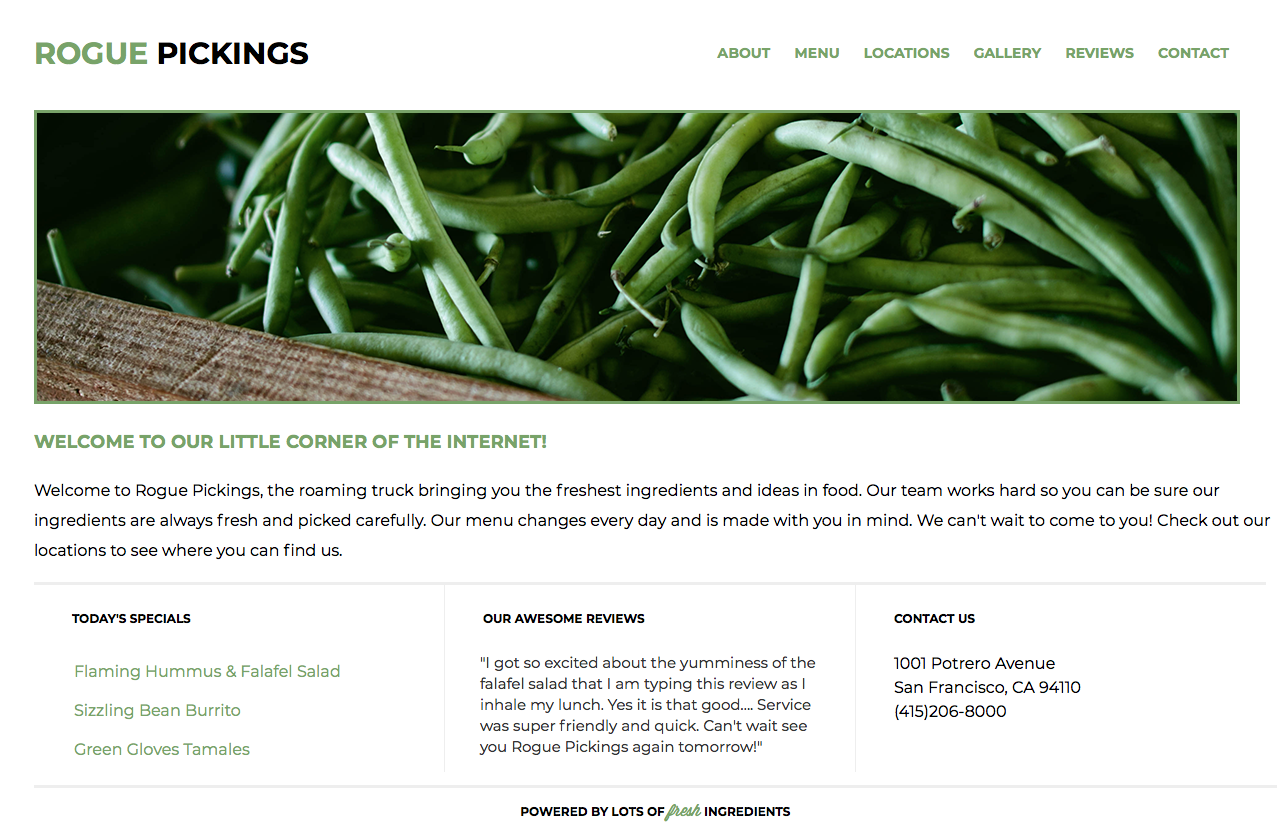 ROGUE PICKINGS
ABOUT MENU LOCATIONS GALLERY REVIEWS CONTACT
WELCOME TO OUR LITTLE CORNER OF THE INTERNET!
Welcome to Rogue Pickings, the roaming truck bringing you the freshest ingredients and ideas in food. Our team works hard so you can be sure our
ingredients are always fresh and picked carefully. Our menu changes every day and is made with you in mind. We can't wait to come to you! Check out our
locations to see where you can find us.
TODAY'S SPECIALS
Flaming Hummus & Falafel Salad
Sizzling Bean Burrito
Green Gloves Tamales
OUR AWESOME REVIEWS
"I got so excited about the yumminess of the
falafel salad that I am typing this review as I
inhale my lunch. Yes it is that good.... Service
was super friendly and quick. Can't wait see
you Rogue Pickings again tomorrow!"
CONTACT US
1001 Potrero Avenue
San Francisco, CA 94110
(415)206-8000
POWERED BY LOTS OF fresh INGREDIENTS